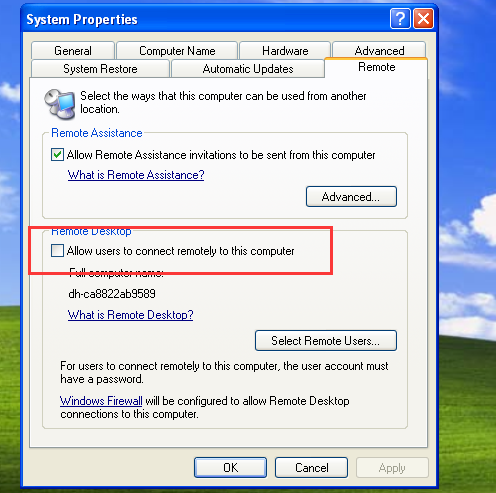 System Properties
General
Computer Name
Hardware
Advanced
System Restore
Automatic Updates
Remote
Select the ways that this computer can be used from another
location.
Remote Assistance
Allow Remote Assistance invitations to be sent from this computer
What is Remote Assistance?
Advanced...
Remote Desktop
Allow users to connect remotely to this computer
Full computer name:
dh-ca8822ab9589
What is Remote Desktop?
Select Remote Users...
For users to connect remotely to this computer, the user account must
have a password.
Windows Firewall will be configured to allow Remote Desktop
connections to this computer.
OK
Cancel
Apply